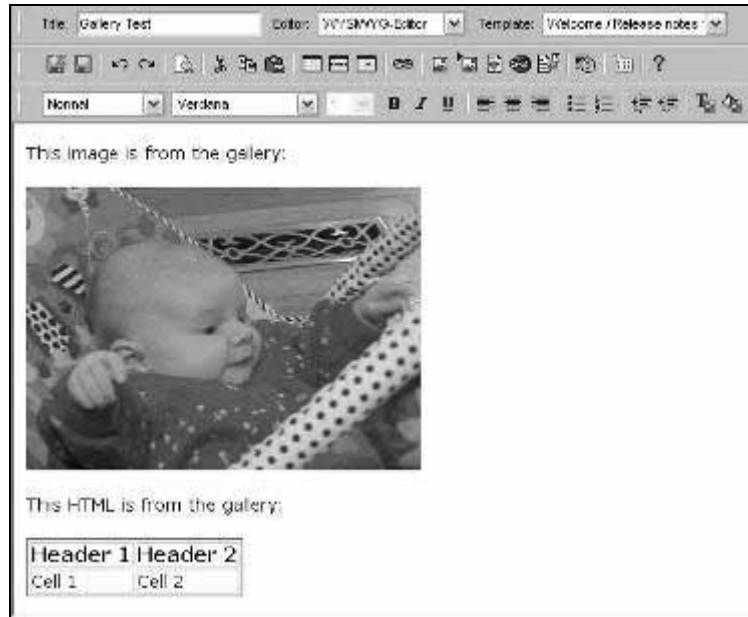 Title: Gallery Test Editor: WYSIWYG-Editor Template: Welcome / Release notes
Normal Verdana B I U
This image is from the gallery:
This HTML is from the gallery:
Header 1 Header 2
Cell 1 Cell 2